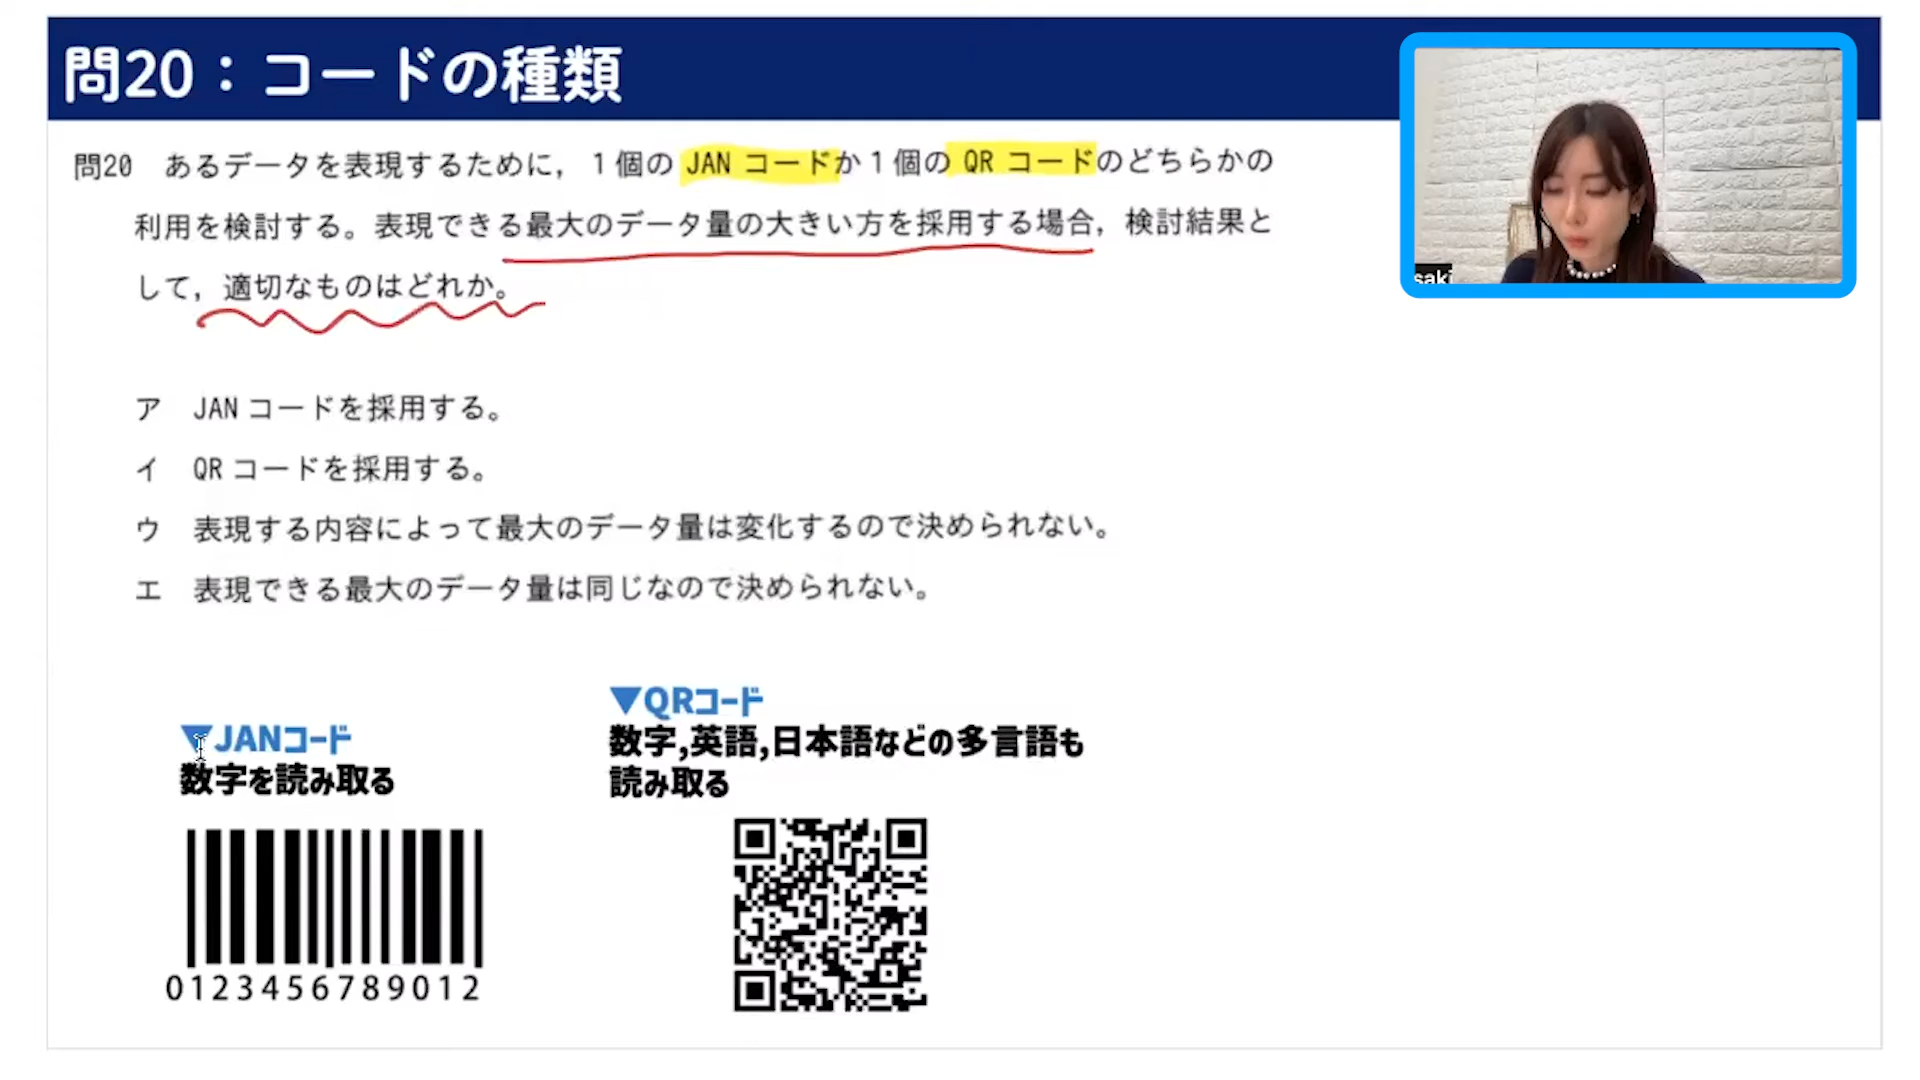 問20：コードの種類
問20　あるデータを表現するために，1個の JAN コードか1個の QR コードのどちらかの
利用を検討する。表現できる最大のデータ量の大きい方を採用する場合，検討結果と
して，適切なものはどれか。
ア　JAN コードを採用する。
イ　QR コードを採用する。
ウ　表現する内容によって最大のデータ量は変化するので決められない。
エ　表現できる最大のデータ量は同じなので決められない。
▼JANコード
数字を読み取る
▼QRコード
数字,英語,日本語などの多言語も
読み取る
0123456789012
saki